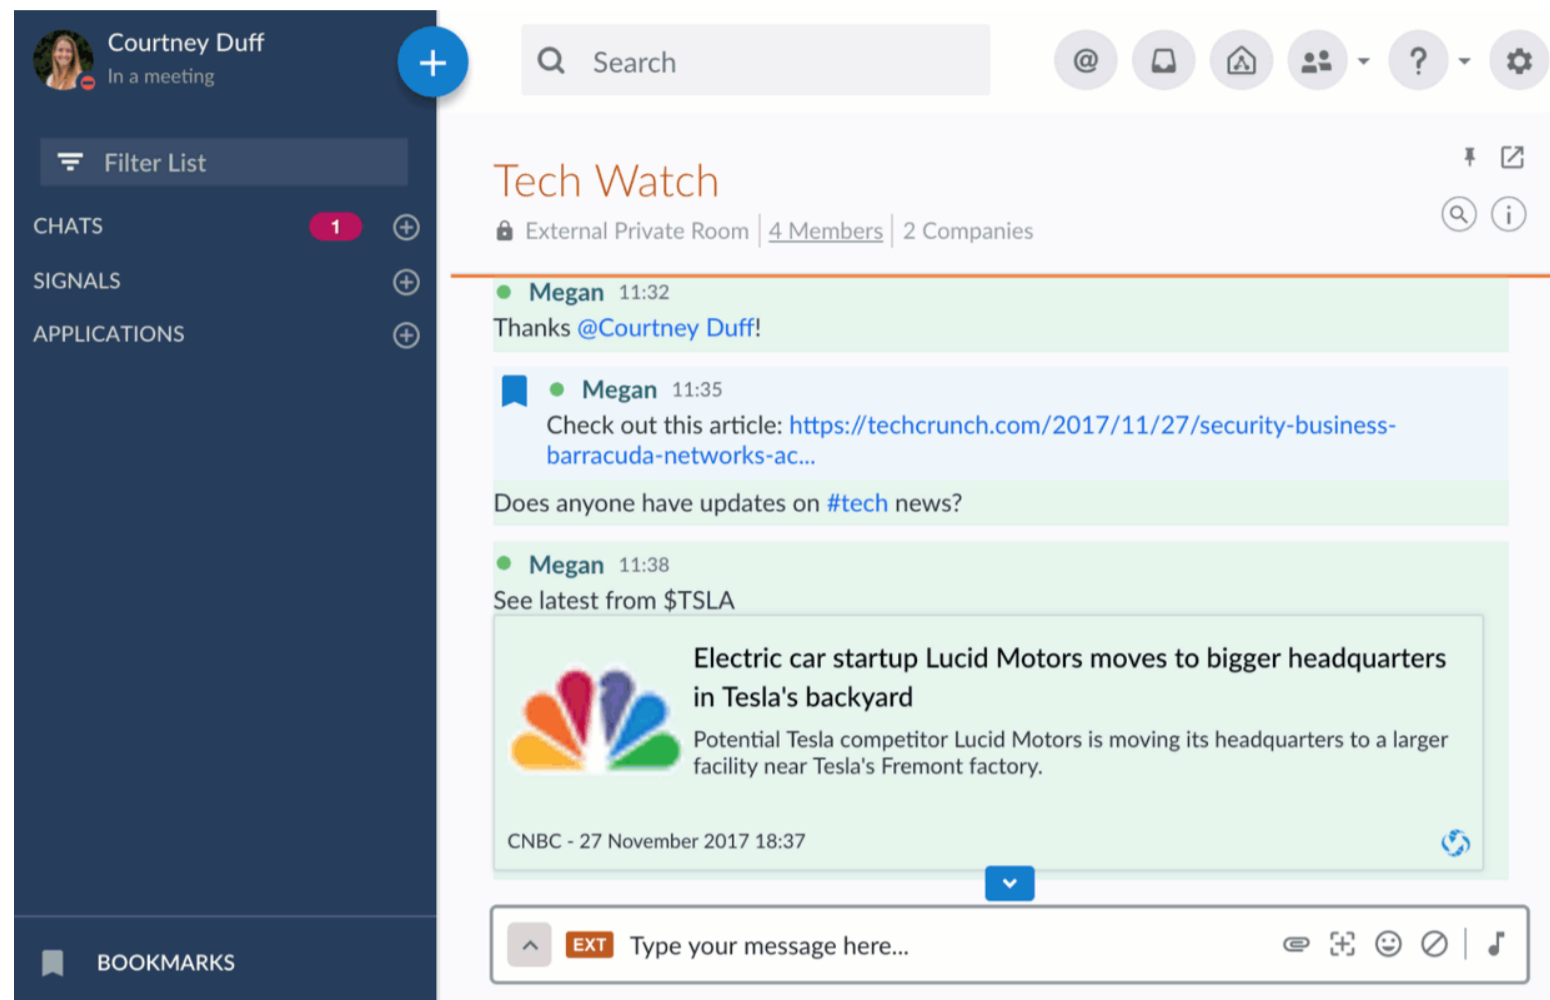 Courtney Duff
In a meeting
Search
@
?
Filter List
CHATS
1
SIGNALS
APPLICATIONS
BOOKMARKS
Tech Watch
External Private Room | 4 Members | 2 Companies
Megan 11:32
Thanks @Courtney Duff!
Megan 11:35
Check out this article: https://techcrunch.com/2017/11/27/security-business-
barracuda-networks-ac...
Does anyone have updates on #tech news?
Megan 11:38
See latest from $TSLA
Electric car startup Lucid Motors moves to bigger headquarters
in Tesla's backyard
Potential Tesla competitor Lucid Motors is moving its headquarters to a larger
facility near Tesla's Fremont factory.
CNBC - 27 November 2017 18:37
EXT Type your message here...